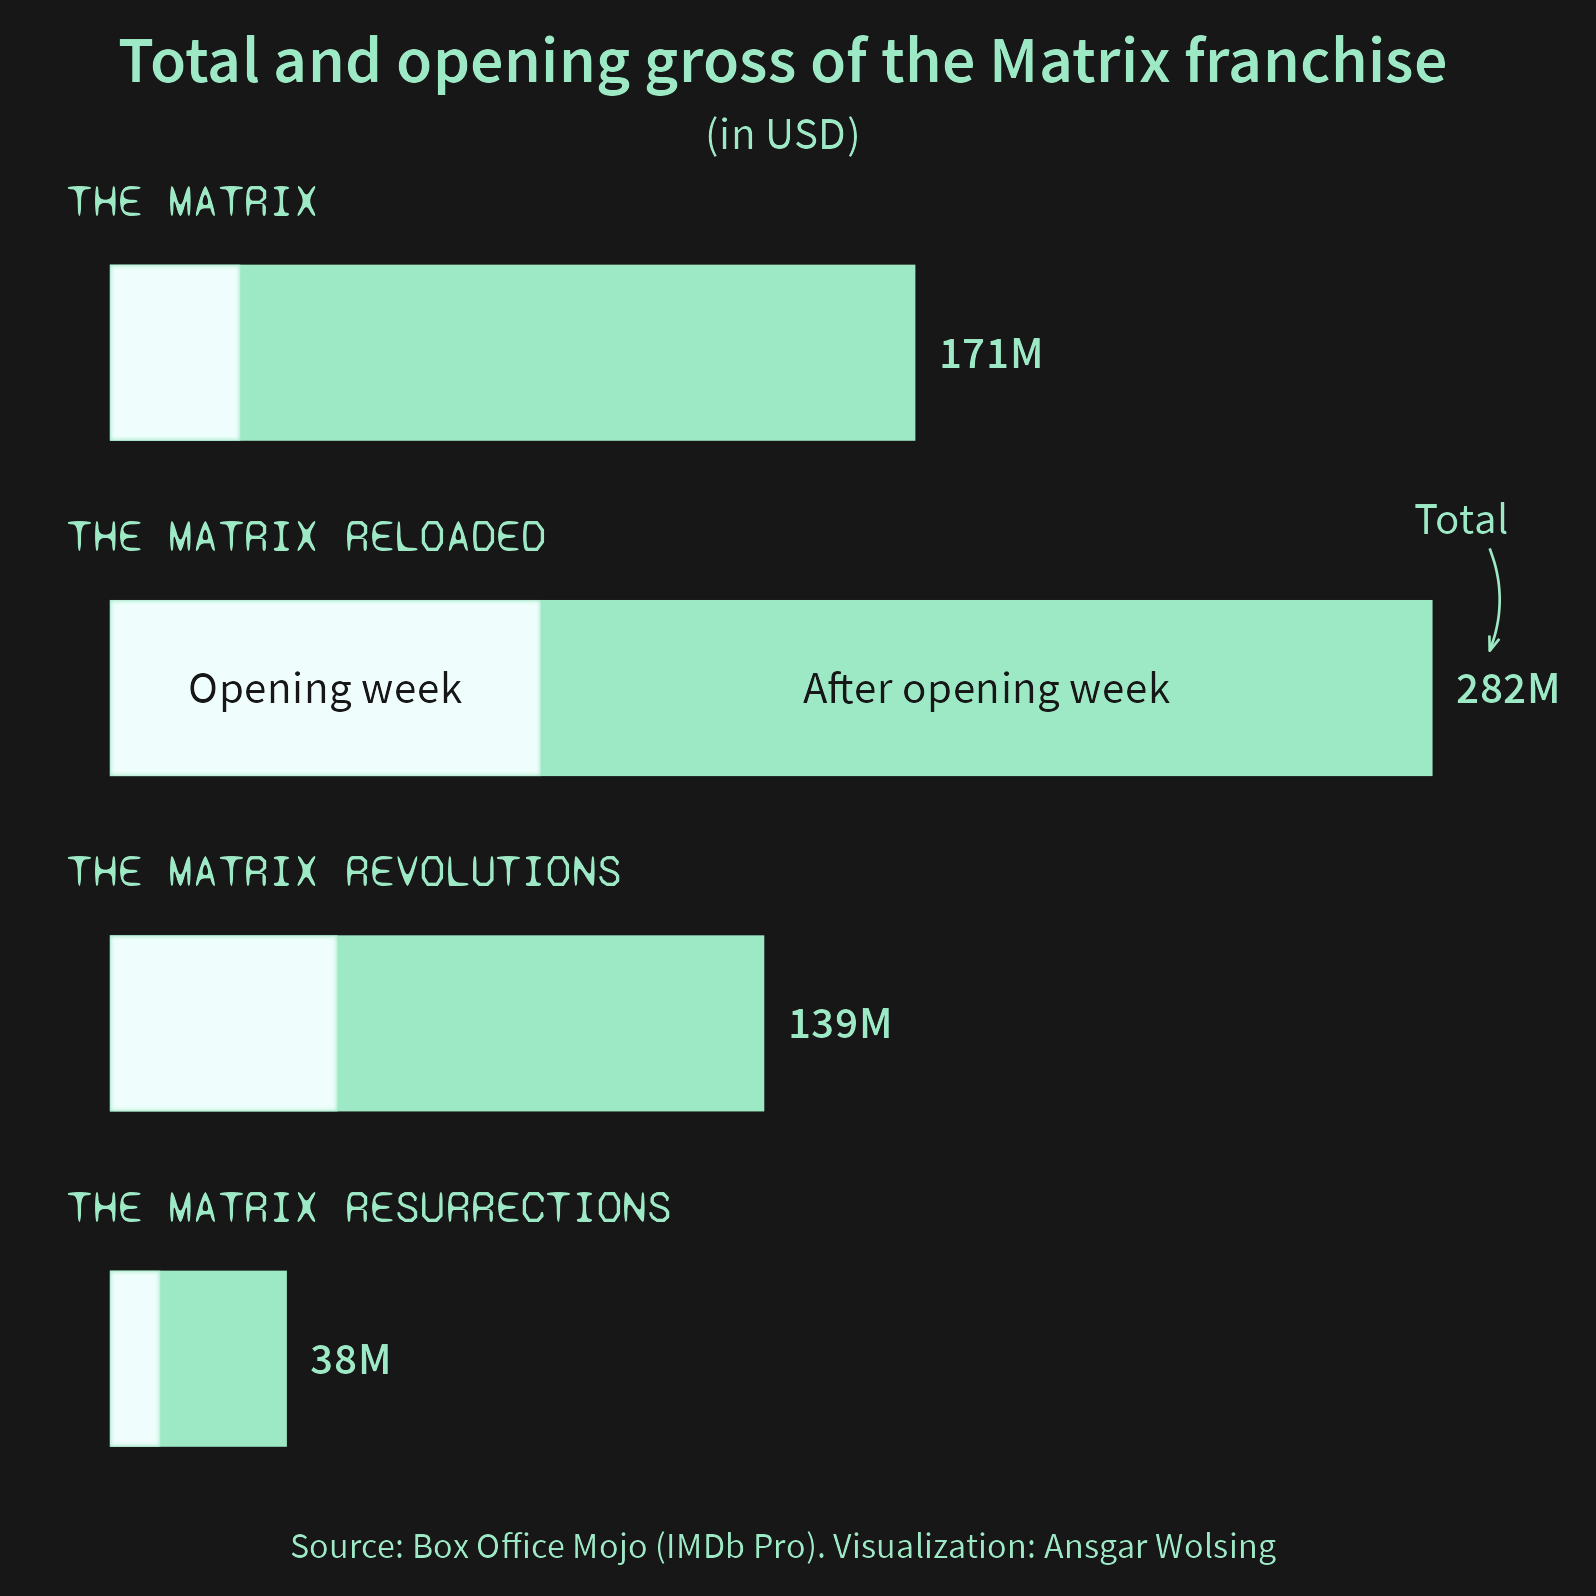 Total and opening gross of the Matrix franchise
(in USD)
THE MATRIX
171M
THE MATRIX RELOADED
Total
Opening week
After opening week
282M
THE MATRIX REVOLUTIONS
139M
THE MATRIX RESURRECTIONS
38M
Source: Box Office Mojo (IMDb Pro). Visualization: Ansgar Wolsing